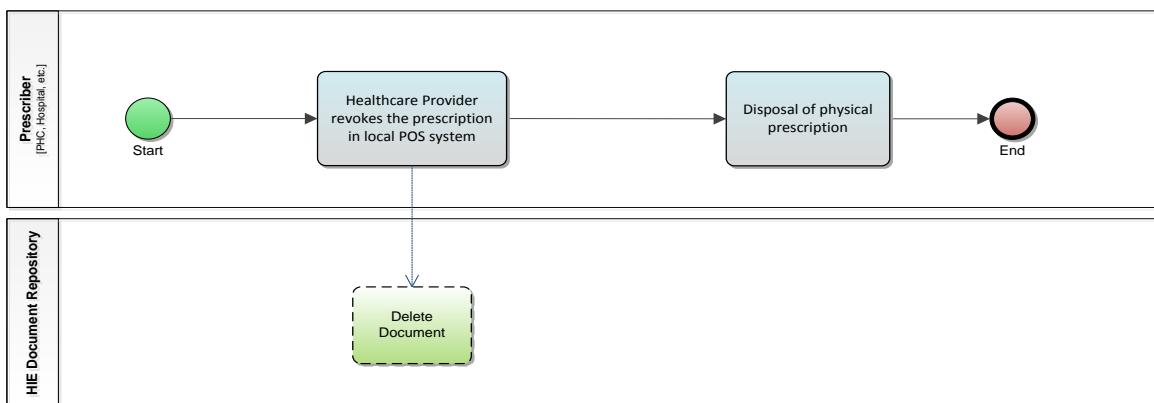 Prescriber
[PHC, Hospital, etc.]
Start
Healthcare Provider
revokes the prescription
in local POS system
Disposal of physical
prescription
End
HIE Document Repository
Delete
Document